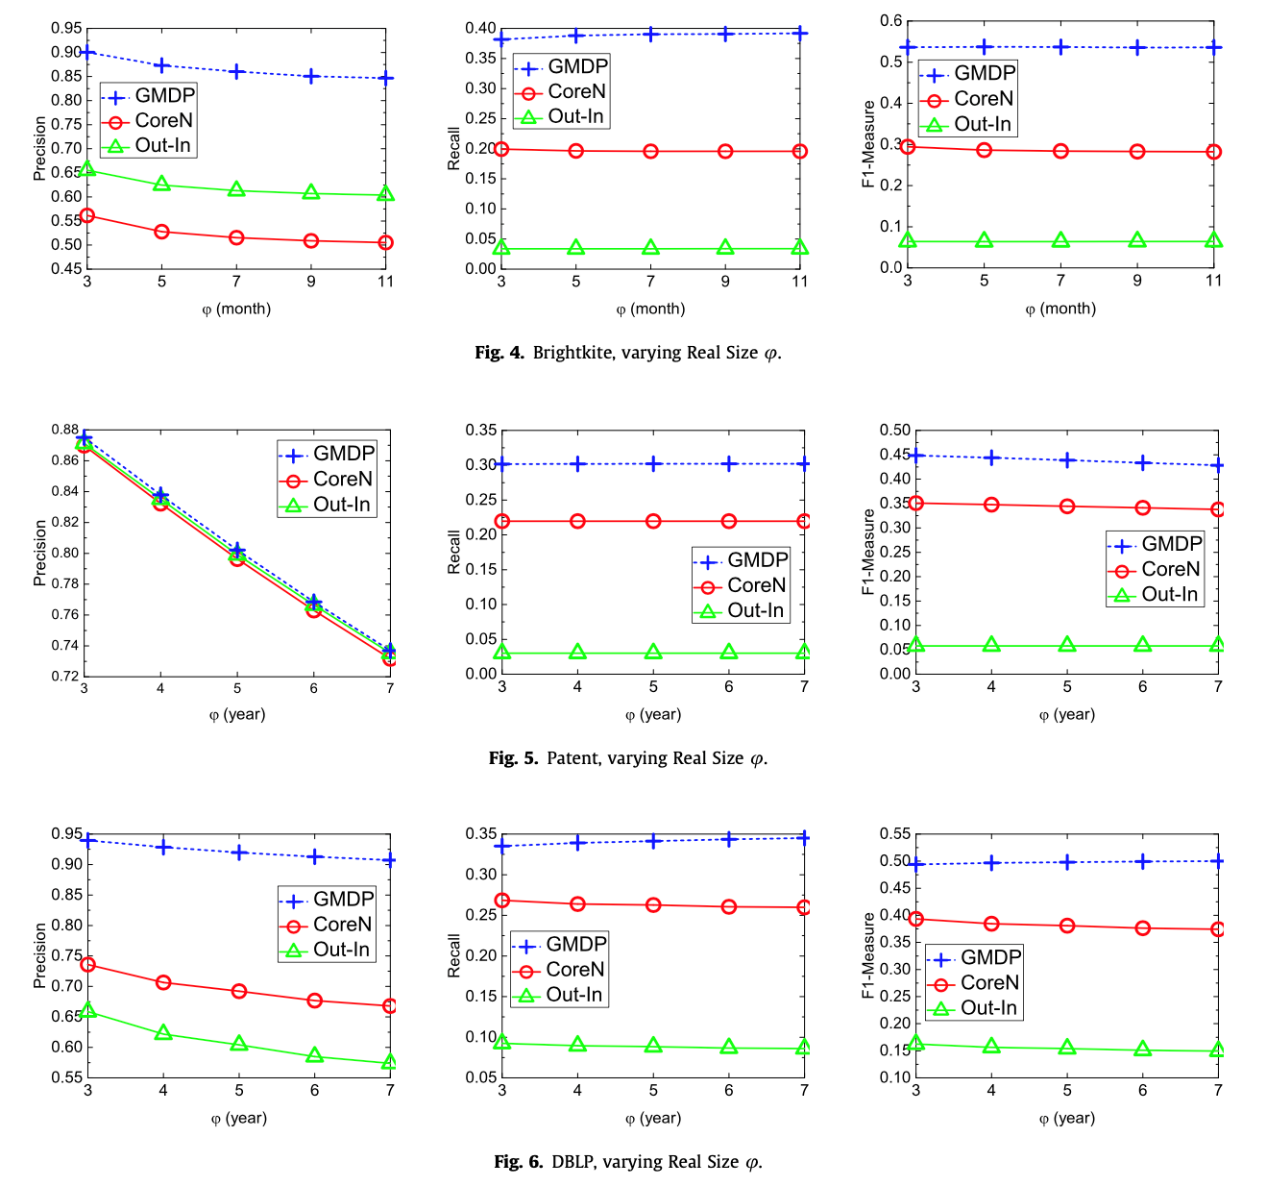 0.95
0.90
0.85
0.80
0.75
0.70
0.65
0.60
0.55
0.50
0.45
Precision
GMDP
CoreN
Out-In
3 5 7 9 11
φ (month)
0.40
0.35
0.30
0.25
0.20
0.15
0.10
0.05
0.00
Recall
GMDP
CoreN
Out-In
3 5 7 9 11
φ (month)
0.6
0.5
0.4
0.3
0.2
0.1
0.0
F1-Measure
GMDP
CoreN
Out-In
3 5 7 9 11
φ (month)
Fig. 4. Brightkite, varying Real Size φ.
0.88
0.86
0.84
0.82
0.80
0.78
0.76
0.74
0.72
Precision
GMDP
CoreN
Out-In
3 4 5 6 7
φ (year)
0.35
0.30
0.25
0.20
0.15
0.10
0.05
0.00
Recall
GMDP
CoreN
Out-In
3 4 5 6 7
φ (year)
0.50
0.45
0.40
0.35
0.30
0.25
0.20
0.15
0.10
0.05
0.00
F1-Measure
GMDP
CoreN
Out-In
3 4 5 6 7
φ (year)
Fig. 5. Patent, varying Real Size φ.
0.95
0.90
0.85
0.80
0.75
0.70
0.65
0.60
0.55
Precision
GMDP
CoreN
Out-In
3 4 5 6 7
φ (year)
0.35
0.30
0.25
0.20
0.15
0.10
0.05
Recall
GMDP
CoreN
Out-In
3 4 5 6 7
φ (year)
0.55
0.50
0.45
0.40
0.35
0.30
0.25
0.20
0.15
0.10
F1-Measure
GMDP
CoreN
Out-In
3 4 5 6 7
φ (year)
Fig. 6. DBLP, varying Real Size φ.